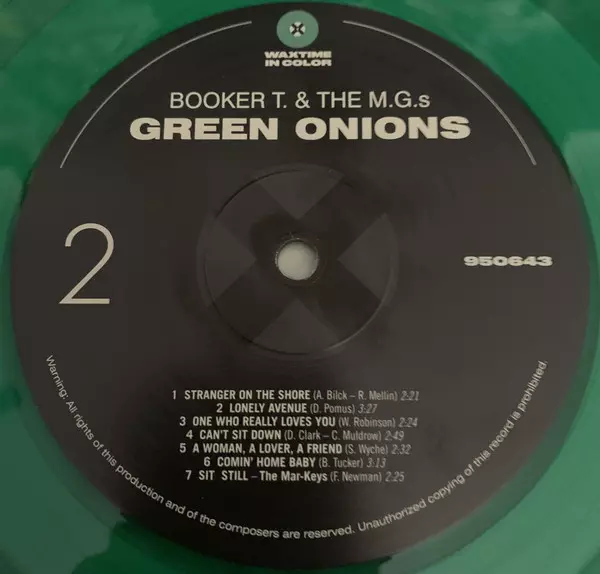 WAXTIME
IN COLOR
BOOKER T. & THE M.G.s
GREEN ONIONS
2
950643
1 STRANGER ON THE SHORE (A. Bilck – R. Mellin) 2:21
2 LONELY AVENUE (D. Pomus) 3:27
3 ONE WHO REALLY LOVES YOU (W. Robinson) 2:24
4 CAN'T SIT DOWN (D. Clark – C. Muldrow) 2:49
5 A WOMAN, A LOVER, A FRIEND (S. Wyche) 2:32
6 COMIN' HOME BABY (B. Tucker) 3:13
7 SIT STILL – The Mar-Keys (F. Newman) 2:25
Warning: All rights of this production and of the composers are reserved. Unauthorized copying of this record is prohibited.